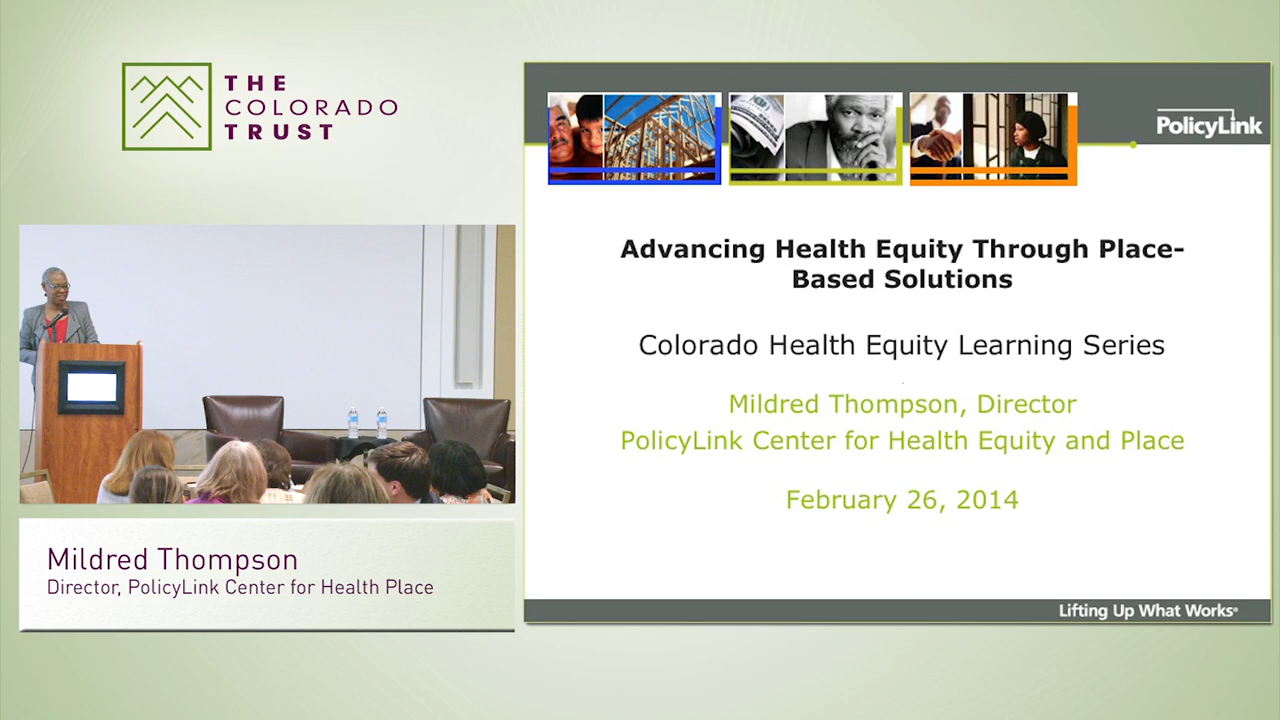 THE
COLORADO
TRUST
PolicyLink
Advancing Health Equity Through Place-
Based Solutions
Colorado Health Equity Learning Series
Mildred Thompson, Director
PolicyLink Center for Health Equity and Place
February 26, 2014
Lifting Up What Works®
Mildred Thompson
Director, PolicyLink Center for Health Place